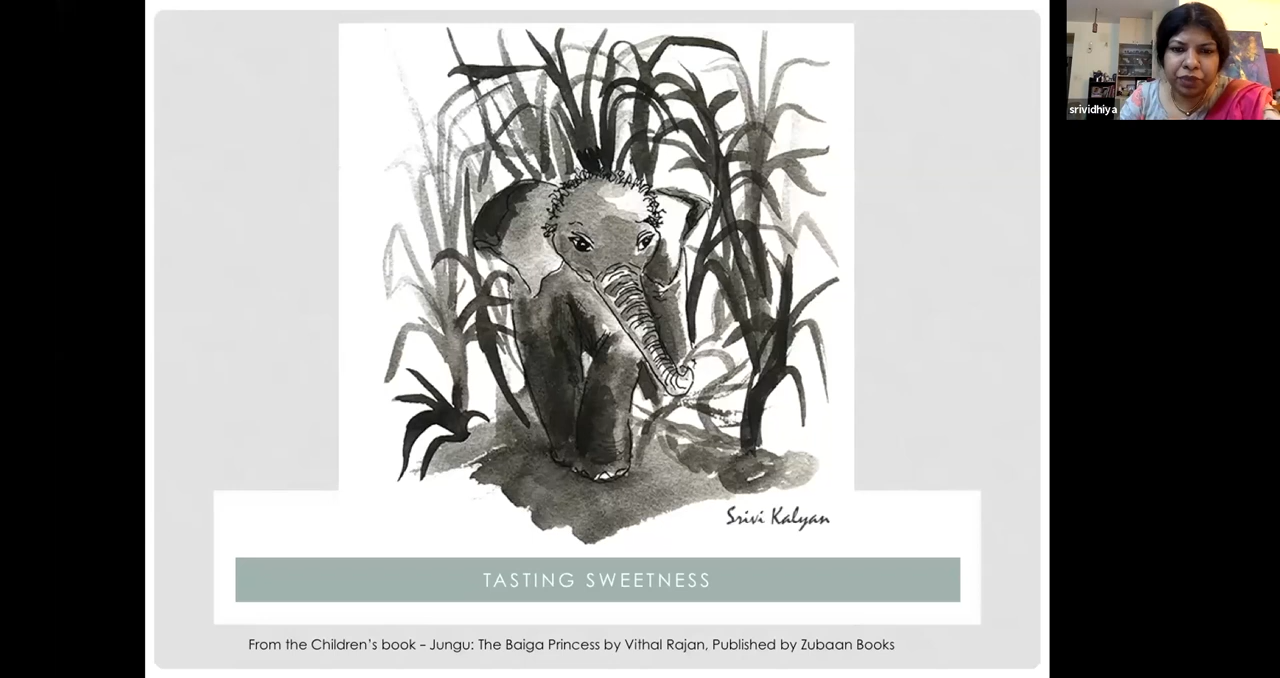 srividhiya
Srivi Kalyan
TASTING SWEETNESS
From the Children's book - Jungu: The Baiga Princess by Vithal Rajan, Published by Zubaan Books